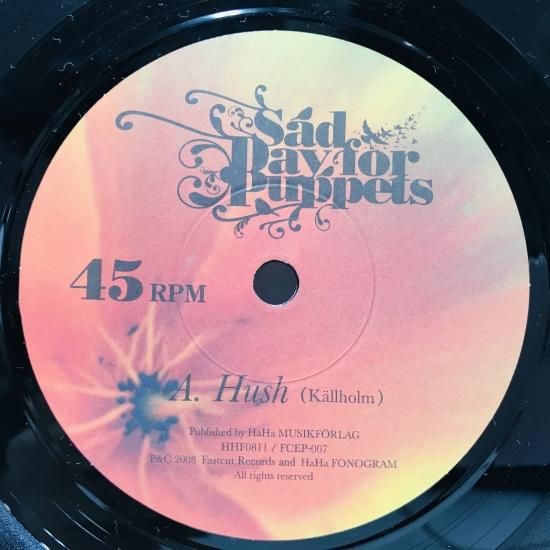 Sad
Day for
Puppets
45 RPM
A. Hush (Källholm)
Published by HaHa MUSIKFÖRLAG
HHF0811 / FCEP-007
P&C 2008 Fastcut Records and HaHa FONOGRAM
All rights reserved